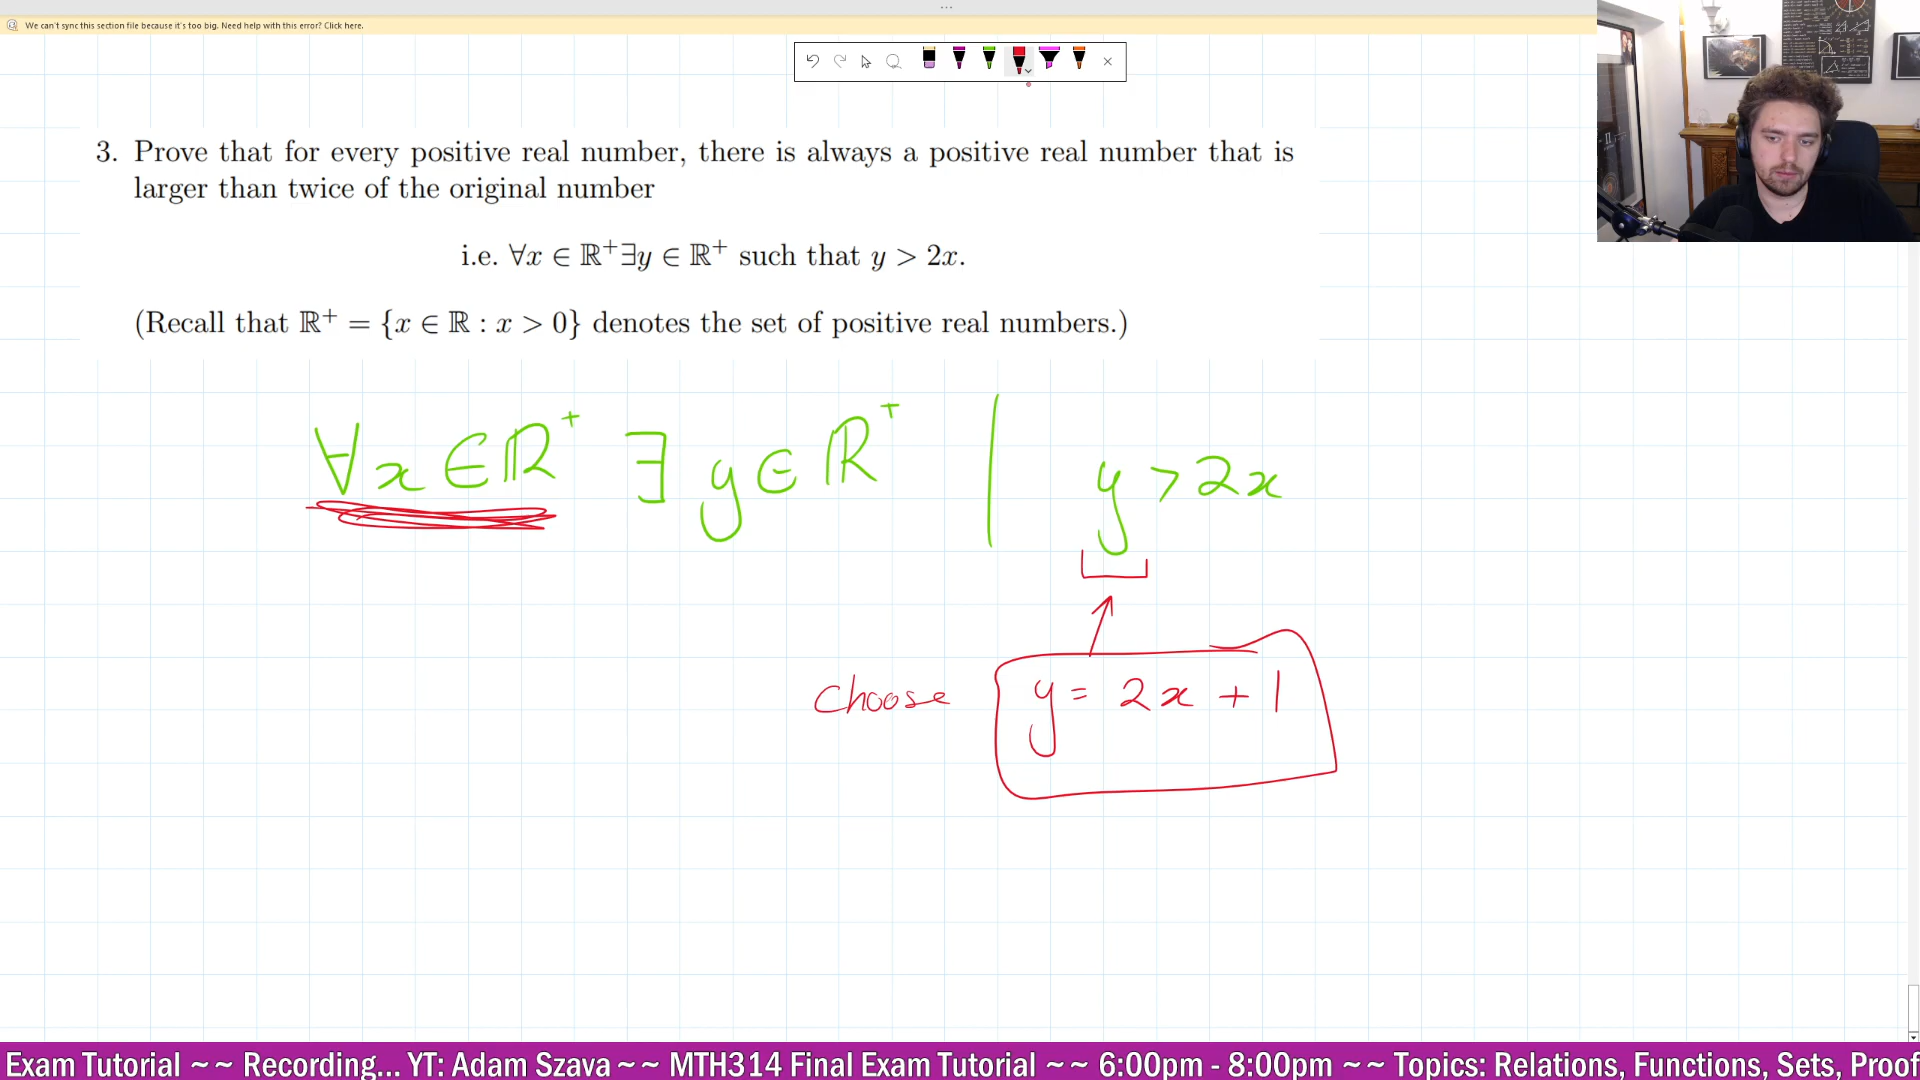 We can't sync this section file because it's too big. Need help with this error? Click here.
3. Prove that for every positive real number, there is always a positive real number that is
larger than twice of the original number
i.e. ∀x ∈ ℝ⁺∃y ∈ ℝ⁺ such that y > 2x.
(Recall that ℝ⁺ = {x ∈ ℝ : x > 0} denotes the set of positive real numbers.)
∀x ∈ ℝ⁺ ∃ y ∈ ℝ⁺ | y > 2x
choose y = 2x + 1
Exam Tutorial ~~ Recording... YT: Adam Szava ~~ MTH314 Final Exam Tutorial ~~ 6:00pm - 8:00pm ~~ Topics: Relations, Functions, Sets, Proof